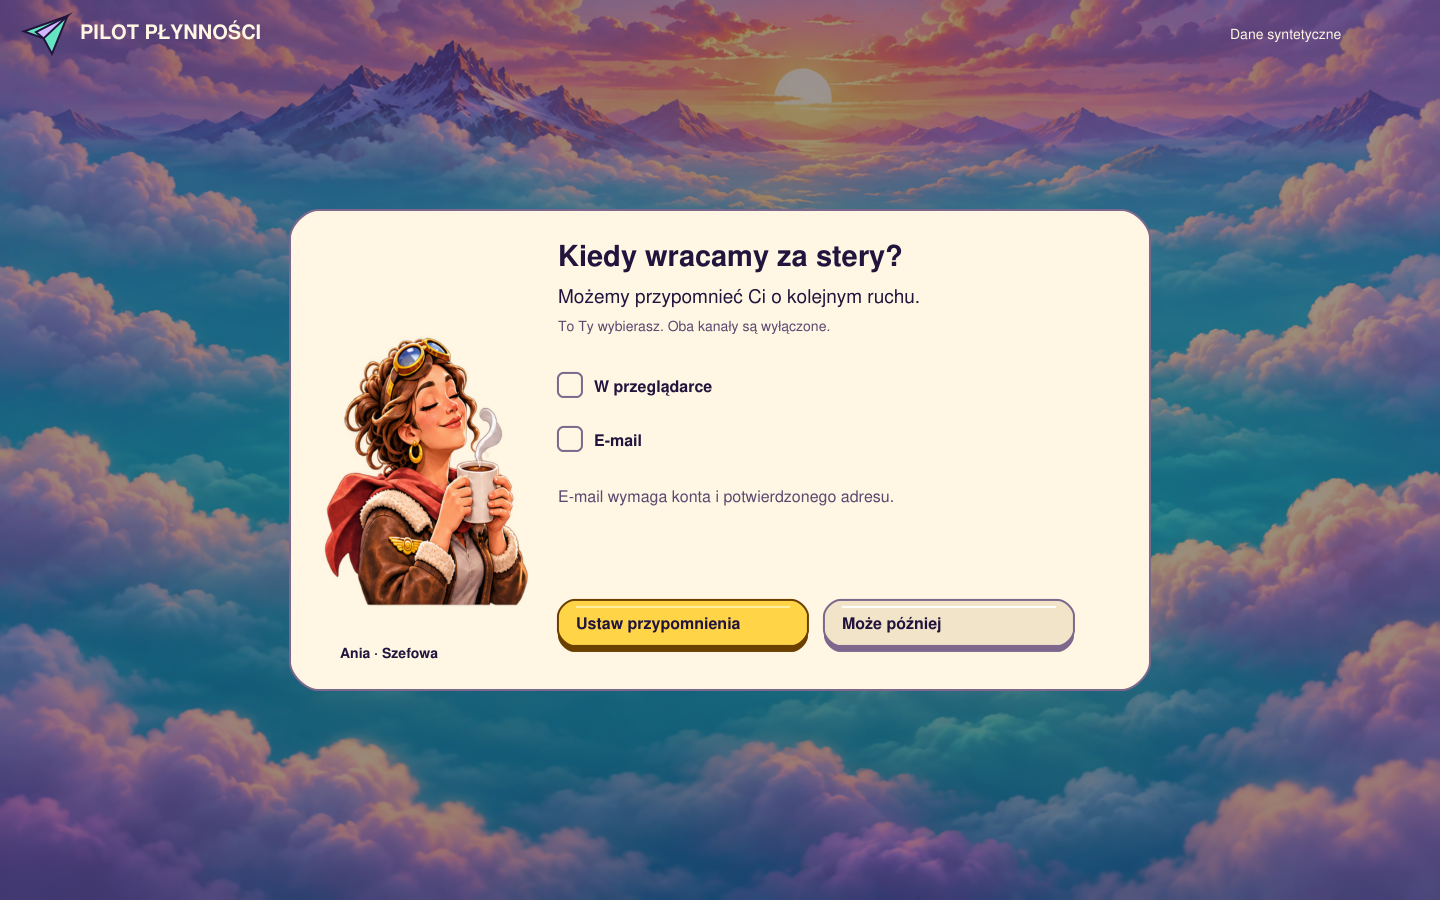 PILOT PŁYNNOŚCI
Dane syntetyczne
Kiedy wracamy za stery?
Możemy przypomnieć Ci o kolejnym ruchu.
To Ty wybierasz. Oba kanały są wyłączone.
W przeglądarce
E-mail
E-mail wymaga konta i potwierdzonego adresu.
Ustaw przypomnienia
Może później
Ania · Szefowa